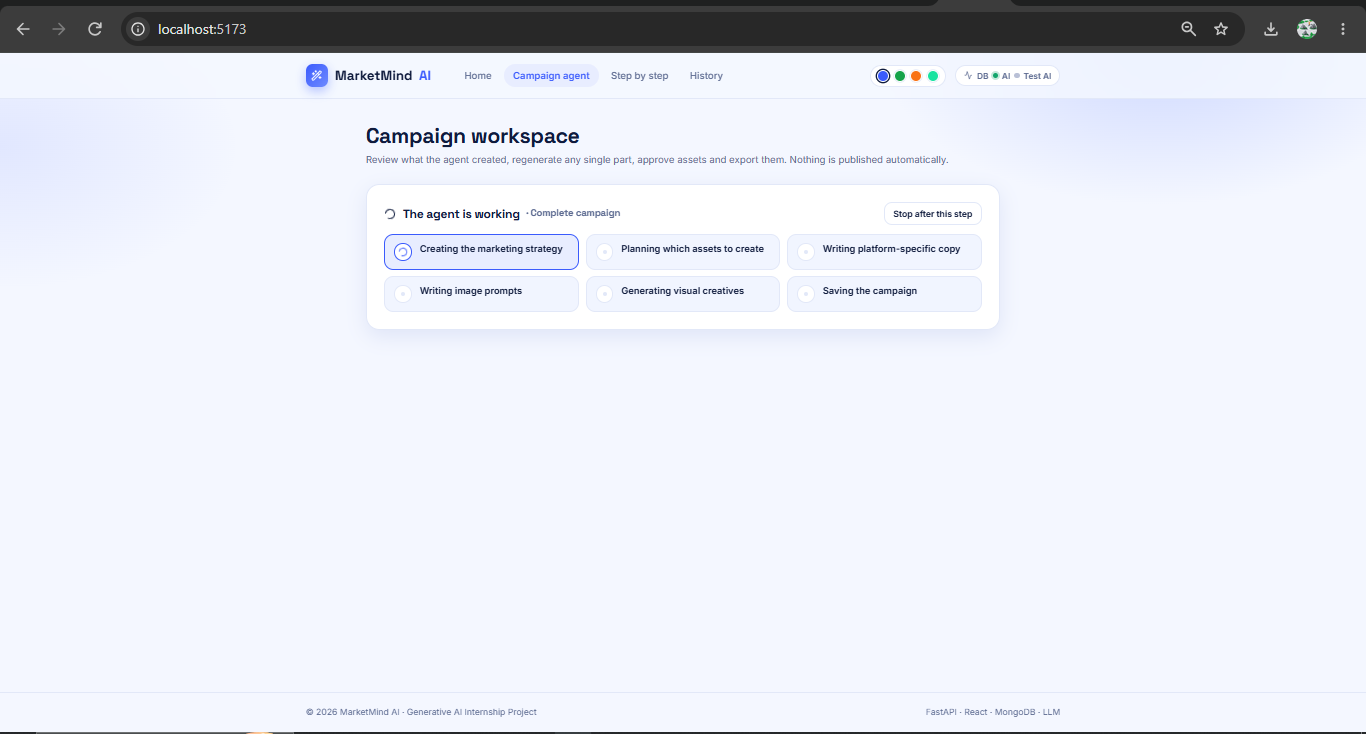 localhost:5173
MarketMind AI Home Campaign agent Step by step History DB AI Test AI
Campaign workspace
Review what the agent created, regenerate any single part, approve assets and export them. Nothing is published automatically.
The agent is working · Complete campaign Stop after this step
Creating the marketing strategy Planning which assets to create Writing platform-specific copy
Writing image prompts Generating visual creatives Saving the campaign
© 2026 MarketMind AI · Generative AI Internship Project FastAPI · React · MongoDB · LLM